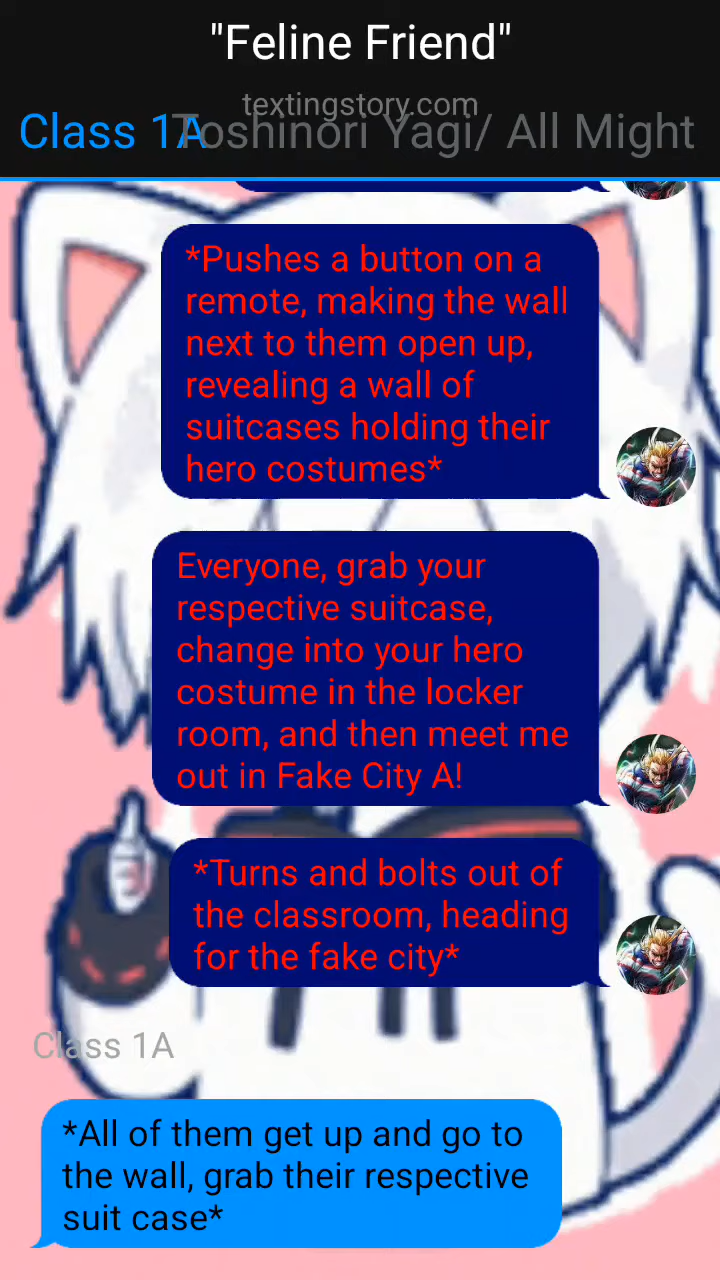 "Feline Friend"
textingstory.com
Class 1A Toshinori Yagi/ All Might
*Pushes a button on a
remote, making the wall
next to them open up,
revealing a wall of
suitcases holding their
hero costumes*
Everyone, grab your
respective suitcase,
change into your hero
costume in the locker
room, and then meet me
out in Fake City A!
*Turns and bolts out of
the classroom, heading
for the fake city*
Class 1A
*All of them get up and go to
the wall, grab their respective
suit case*